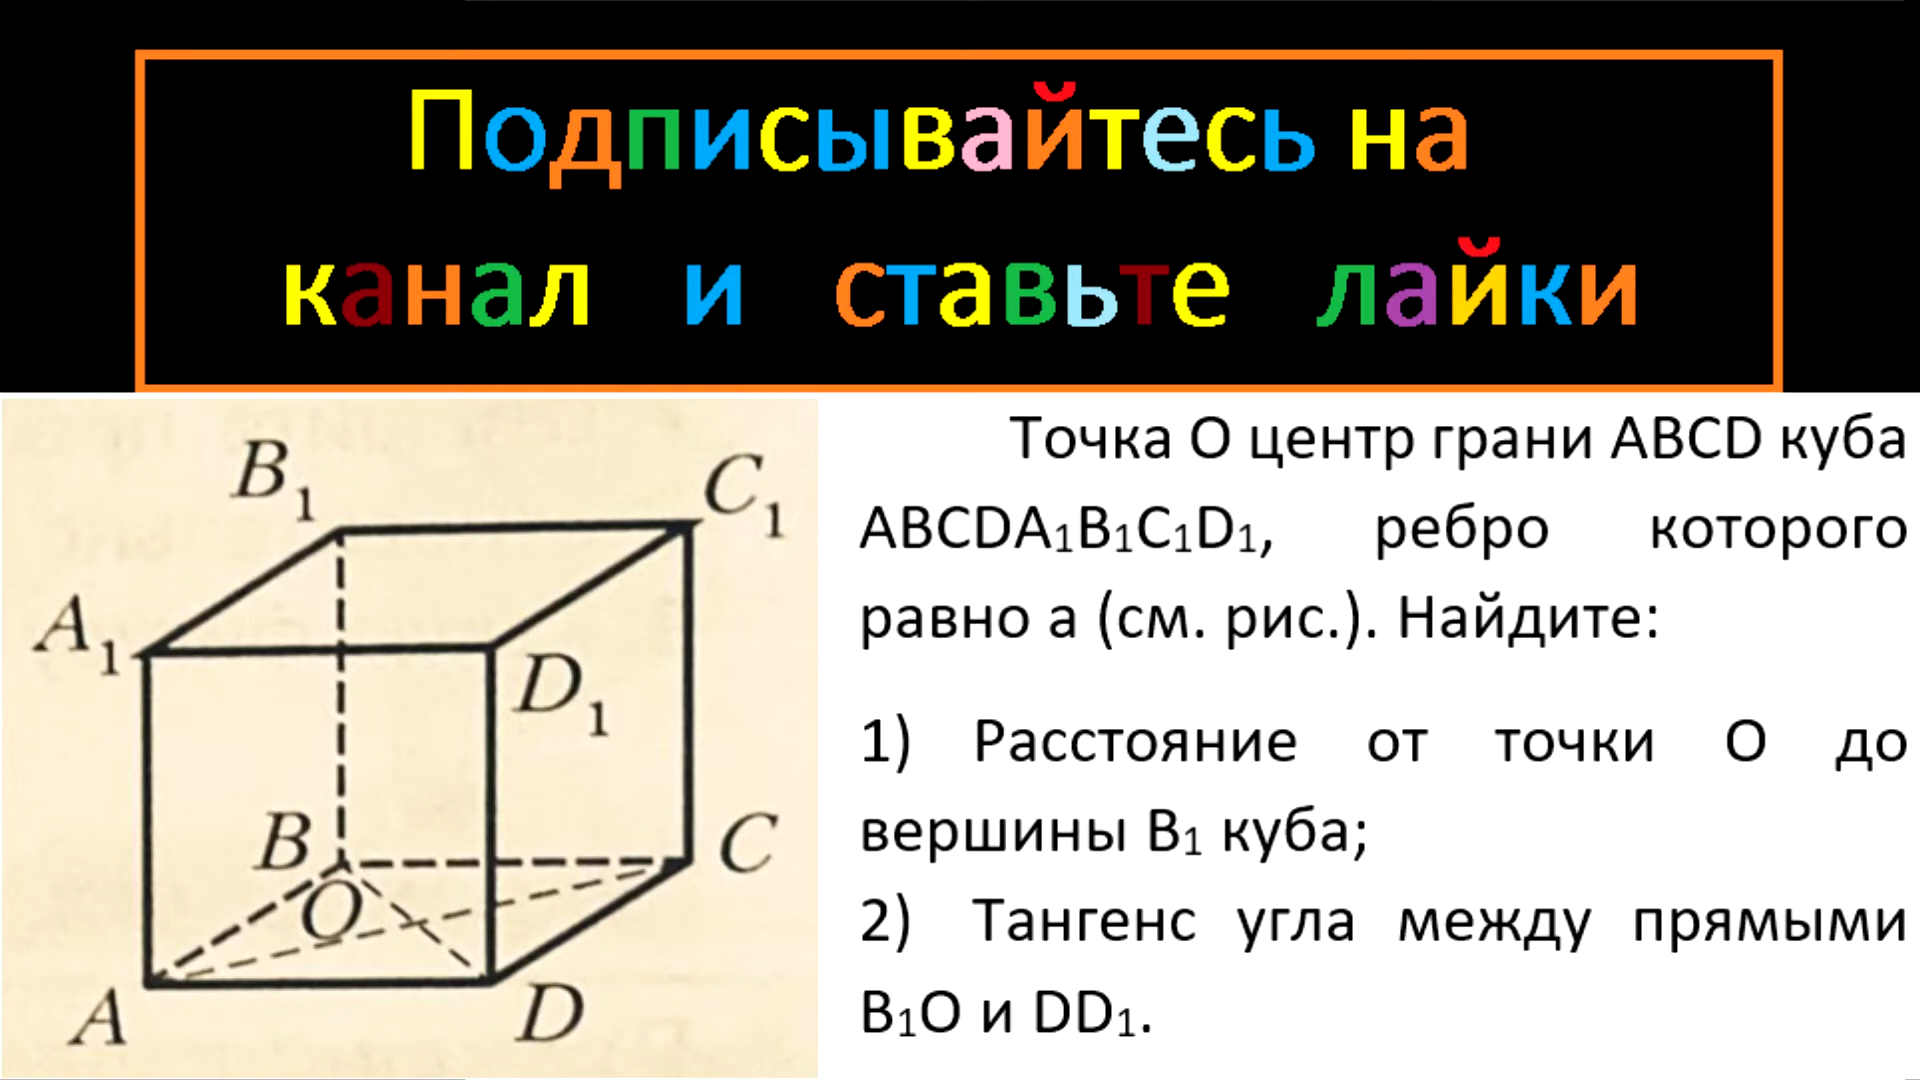 Подписывайтесь на
канал и ставьте лайки
B₁
C₁
A₁
D₁
B
C
O
A
D
Точка О центр грани ABCD куба
ABCDA₁B₁C₁D₁, ребро которого
равно а (см. рис.). Найдите:
1) Расстояние от точки О до
вершины B₁ куба;
2) Тангенс угла между прямыми
B₁O и DD₁.